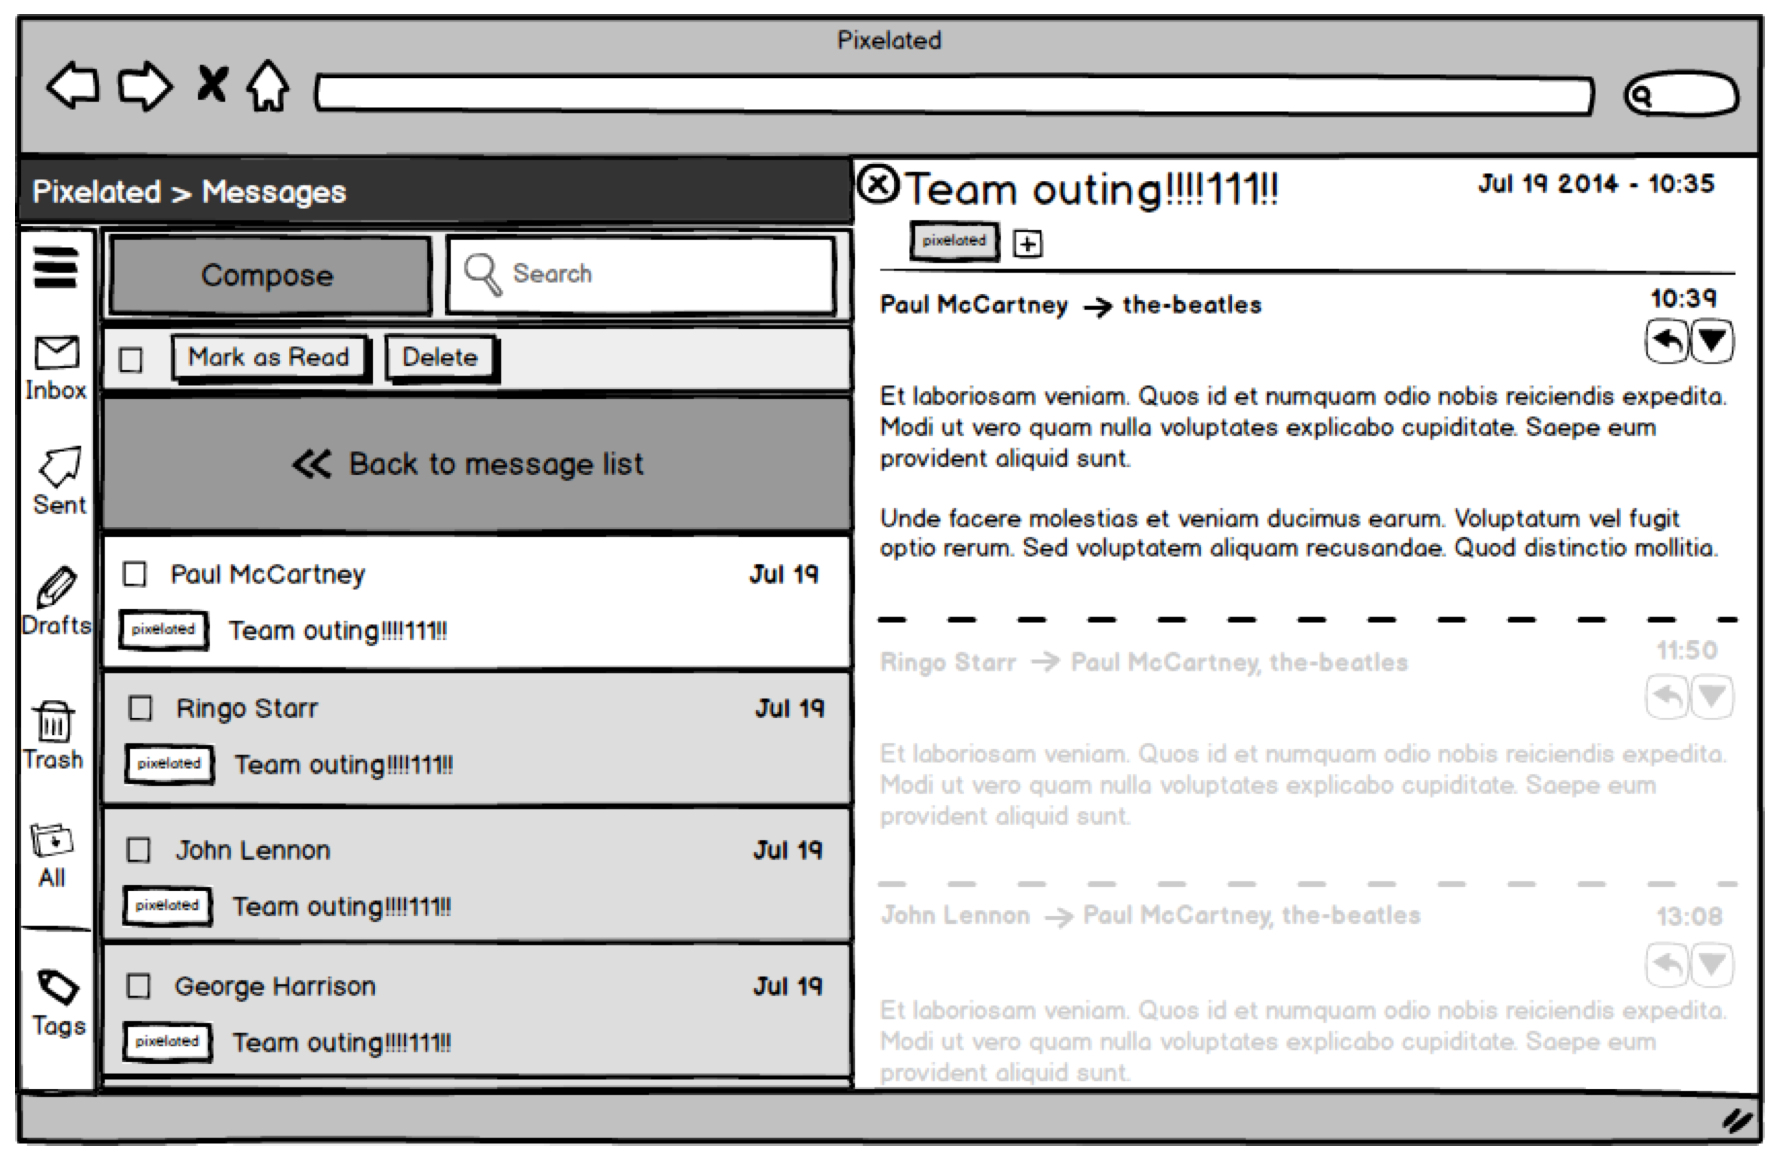 Pixelated
Pixelated > Messages
Compose
Search
Mark as Read
Delete
Back to message list
Inbox
Sent
Drafts
Trash
All
Tags
Paul McCartney Jul 19
pixelated Team outing!!!!111!!
Ringo Starr Jul 19
pixelated Team outing!!!!111!!
John Lennon Jul 19
pixelated Team outing!!!!111!!
George Harrison Jul 19
pixelated Team outing!!!!111!!
Team outing!!!!111!! Jul 19 2014 - 10:35
pixelated +
Paul McCartney → the-beatles 10:39
Et laboriosam veniam. Quos id et numquam odio nobis reiciendis expedita.
Modi ut vero quam nulla voluptates explicabo cupiditate. Saepe eum
provident aliquid sunt.
Unde facere molestias et veniam ducimus earum. Voluptatum vel fugit
optio rerum. Sed voluptatem aliquam recusandae. Quod distinctio mollitia.
Ringo Starr → Paul McCartney, the-beatles 11:50
Et laboriosam veniam. Quos id et numquam odio nobis reiciendis expedita.
Modi ut vero quam nulla voluptates explicabo cupiditate. Saepe eum
provident aliquid sunt.
John Lennon → Paul McCartney, the-beatles 13:08
Et laboriosam veniam. Quos id et numquam odio nobis reiciendis expedita.
Modi ut vero quam nulla voluptates explicabo cupiditate. Saepe eum
provident aliquid sunt.